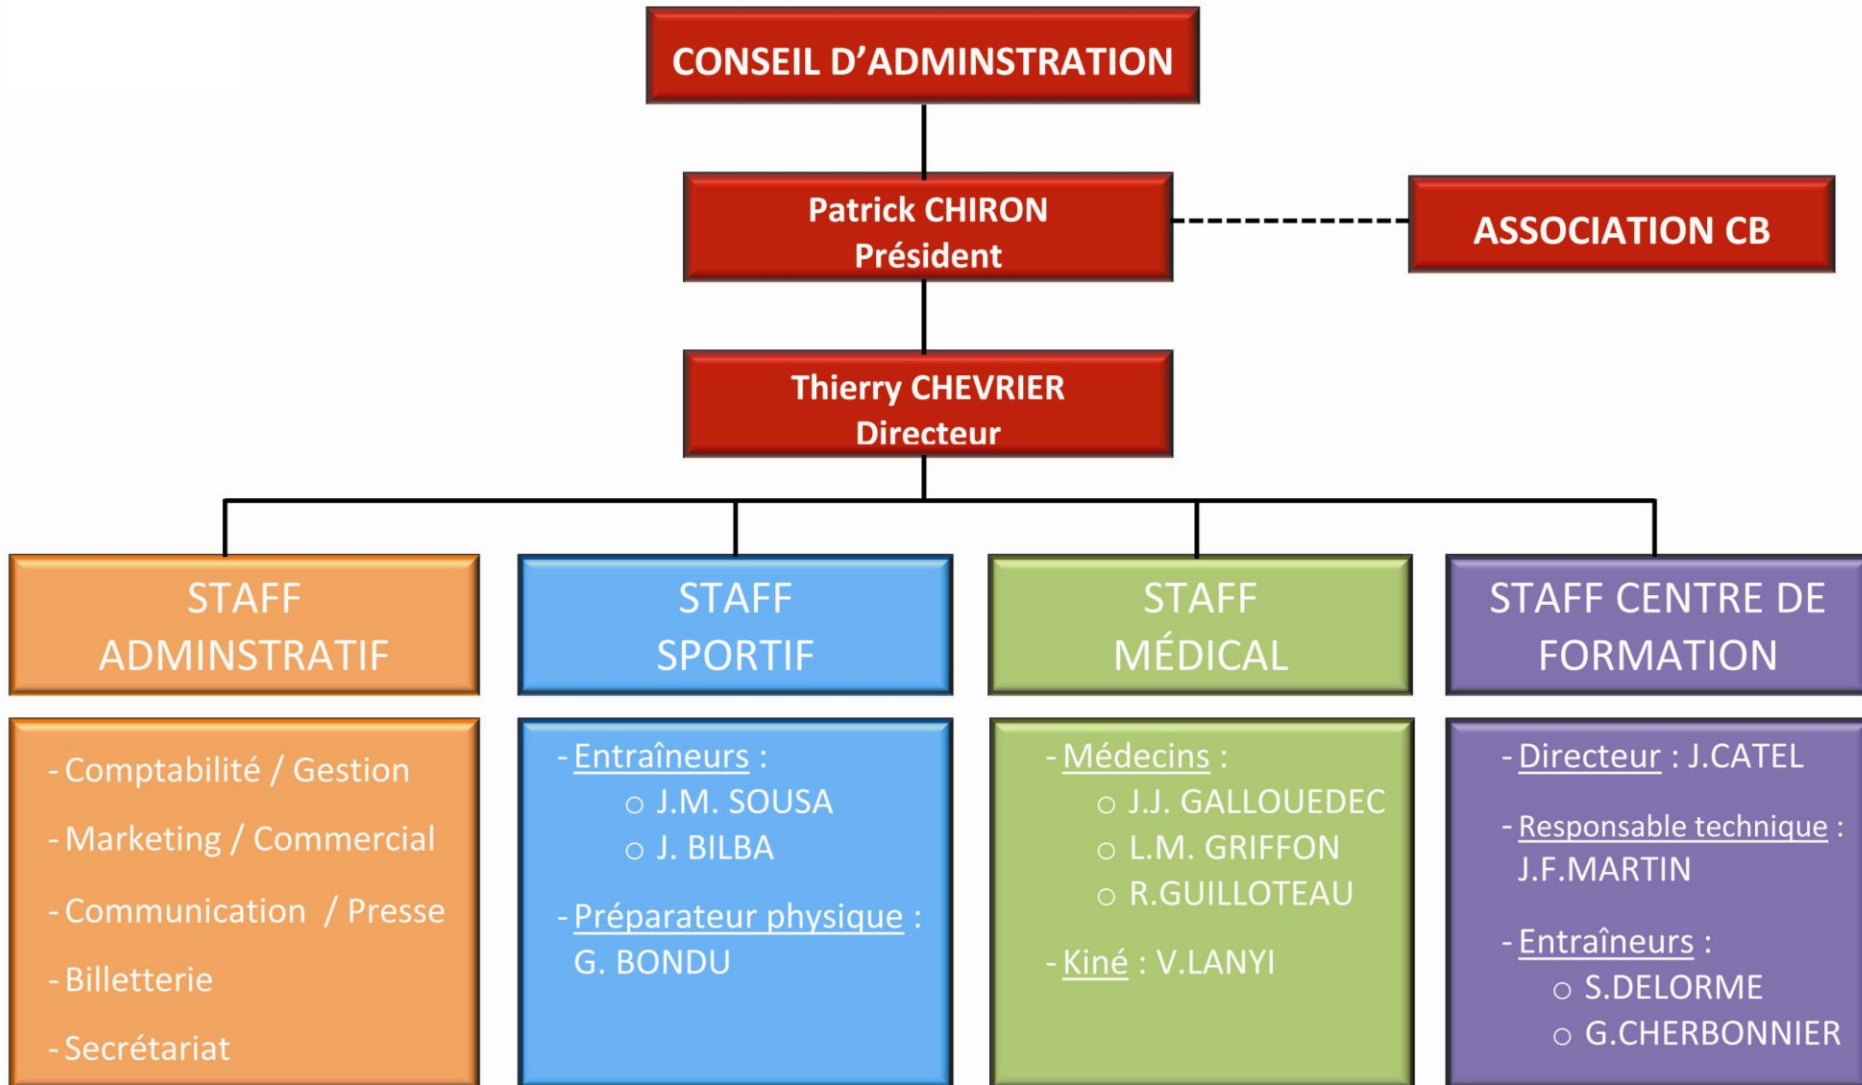 CONSEIL D’ADMINSTRATION
Patrick CHIRON
Président
ASSOCIATION CB
Thierry CHEVRIER
Directeur
STAFF
ADMINSTRATIF
- Comptabilité / Gestion
- Marketing / Commercial
- Communication / Presse
- Billetterie
- Secrétariat
STAFF
SPORTIF
- Entraîneurs :
o J.M. SOUSA
o J. BILBA
- Préparateur physique :
G. BONDU
STAFF
MÉDICAL
- Médecins :
o J.J. GALLOUEDEC
o L.M. GRIFFON
o R.GUILLOTEAU
- Kiné : V.LANYI
STAFF CENTRE DE
FORMATION
- Directeur : J.CATEL
- Responsable technique :
J.F.MARTIN
- Entraîneurs :
o S.DELORME
o G.CHERBONNIER